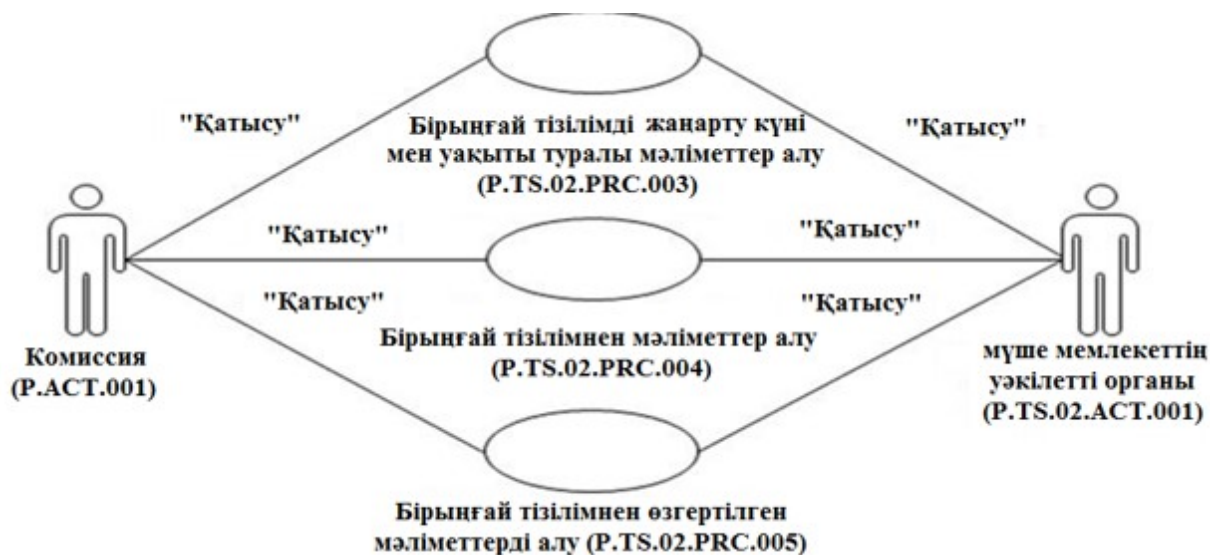 "Қатысу"
"Қатысу"
Бірыңғай тізілімді жаңарту күні
мен уақыты туралы мәліметтер алу
(P.TS.02.PRC.003)
"Қатысу"
"Қатысу"
"Қатысу"
"Қатысу"
Бірыңғай тізілімнен мәліметтер алу
(P.TS.02.PRC.004)
Комиссия
(P.ACT.001)
мүше мемлекеттің
уәкілетті органы
(P.TS.02.ACT.001)
Бірыңғай тізілімнен өзгертілген
мәліметтерді алу (P.TS.02.PRC.005)